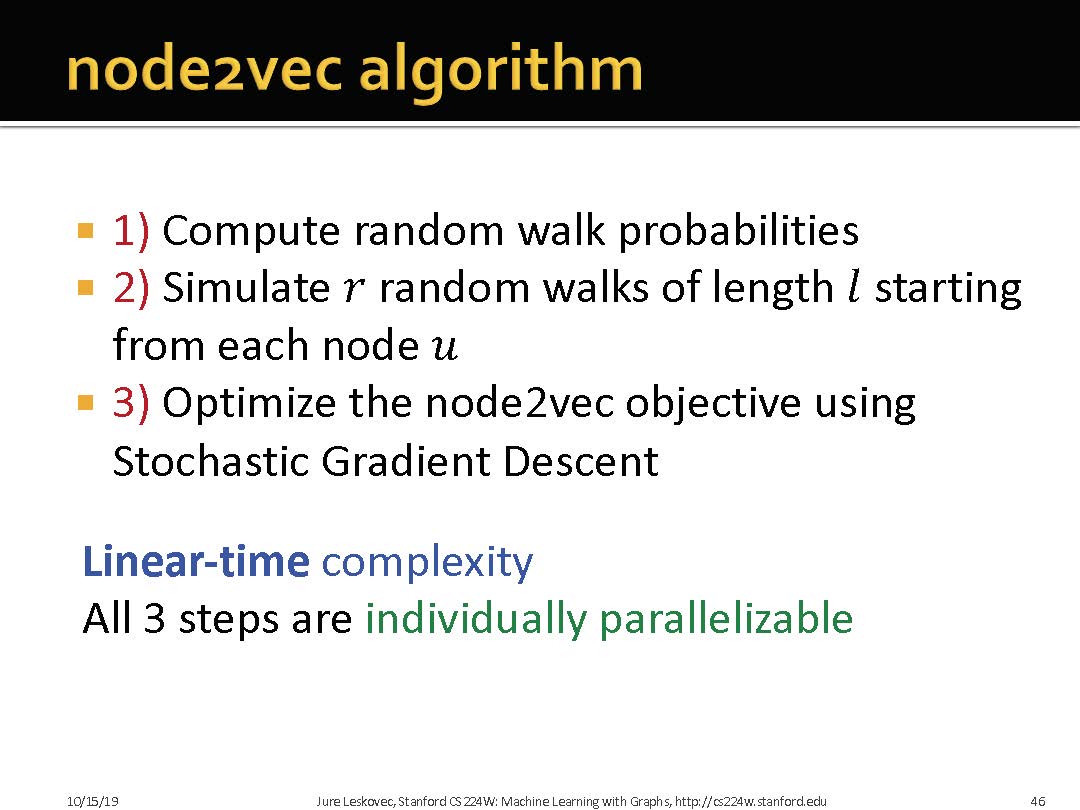 node2vec algorithm
1) Compute random walk probabilities
2) Simulate r random walks of length l starting
from each node u
3) Optimize the node2vec objective using
Stochastic Gradient Descent
Linear-time complexity
All 3 steps are individually parallelizable
10/15/19 Jure Leskovec, Stanford CS224W: Machine Learning with Graphs, http://cs224w.stanford.edu 46